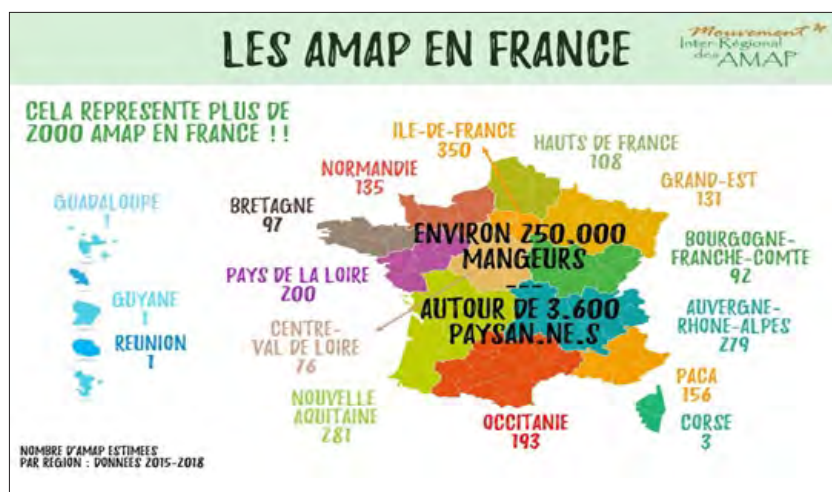 LES AMAP EN FRANCE
Mouvement
Inter-Régional
des AMAP
CELA REPRESENTE PLUS DE
2000 AMAP EN FRANCE !!
ILE-DE-FRANCE
350
HAUTS DE FRANCE
108
NORMANDIE
135
GRAND-EST
131
GUADALOUPE
1
BRETAGNE
97
ENVIRON 250.000
MANGEURS
---
AUTOUR DE 3.600
PAYSAN.NE.S
BOURGOGNE-
FRANCHE-COMTE
92
PAYS DE LA LOIRE
200
GUYANE
1
AUVERGNE-
RHONE-ALPES
279
REUNION
1
CENTRE-
VAL DE LOIRE
76
PACA
156
NOUVELLE
AQUITAINE
281
OCCITANIE
193
CORSE
3
NOMBRE D'AMAP ESTIMEES
PAR REGION : DONNEES 2015-2018